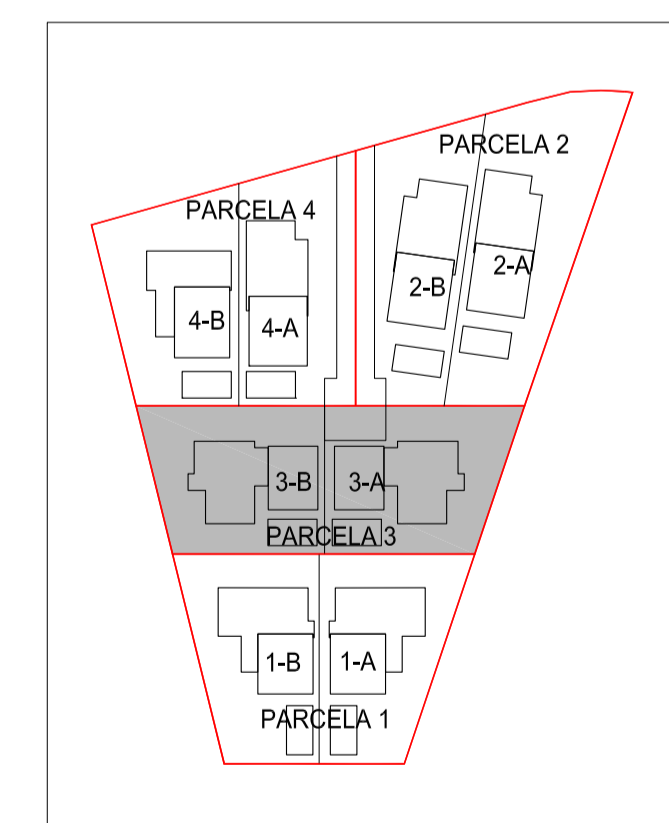 PARCELA 2
PARCELA 4
2-A
2-B
4-B
4-A
3-B
3-A
PARCELA 3
1-B
1-A
PARCELA 1